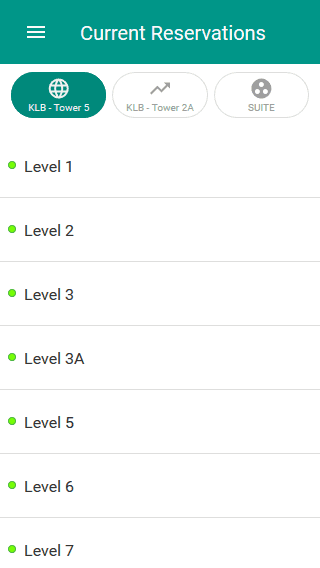 Current Reservations
KLB - Tower 5
KLB - Tower 2A
SUITE
Level 1
Level 2
Level 3
Level 3A
Level 5
Level 6
Level 7